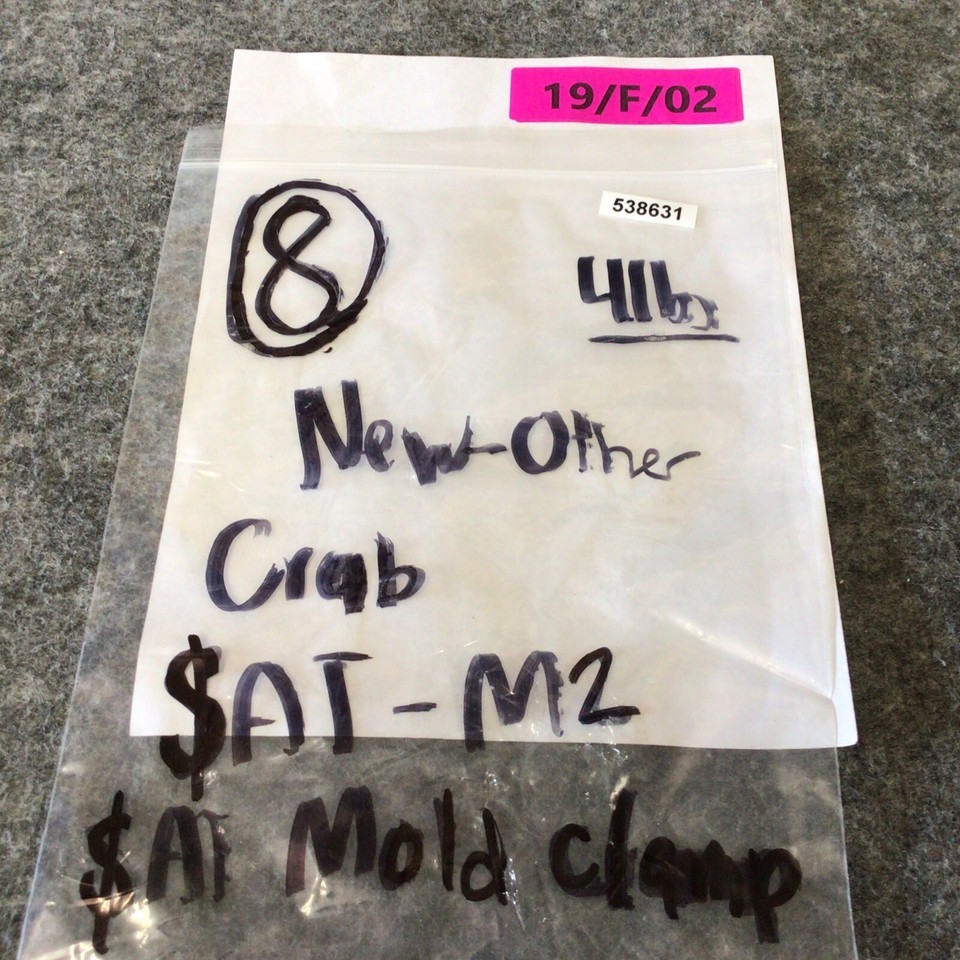 19/F/02
538631
8
4lbs
New-Other
Crab
$AT-M2
$AT Mold clamp